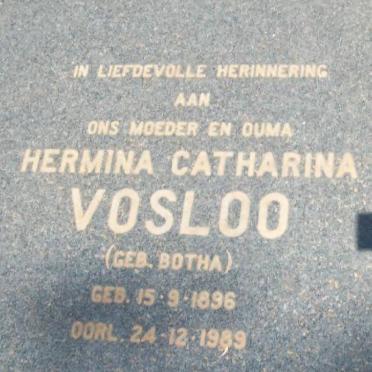 IN LIEFDEVOLLE HERINNERING
AAN
ONS MOEDER EN OUMA
HERMINA CATHARINA
VOSLOO
(GEB. BOTHA)
GEB. 15·9·1896
OORL. 24·12·1989